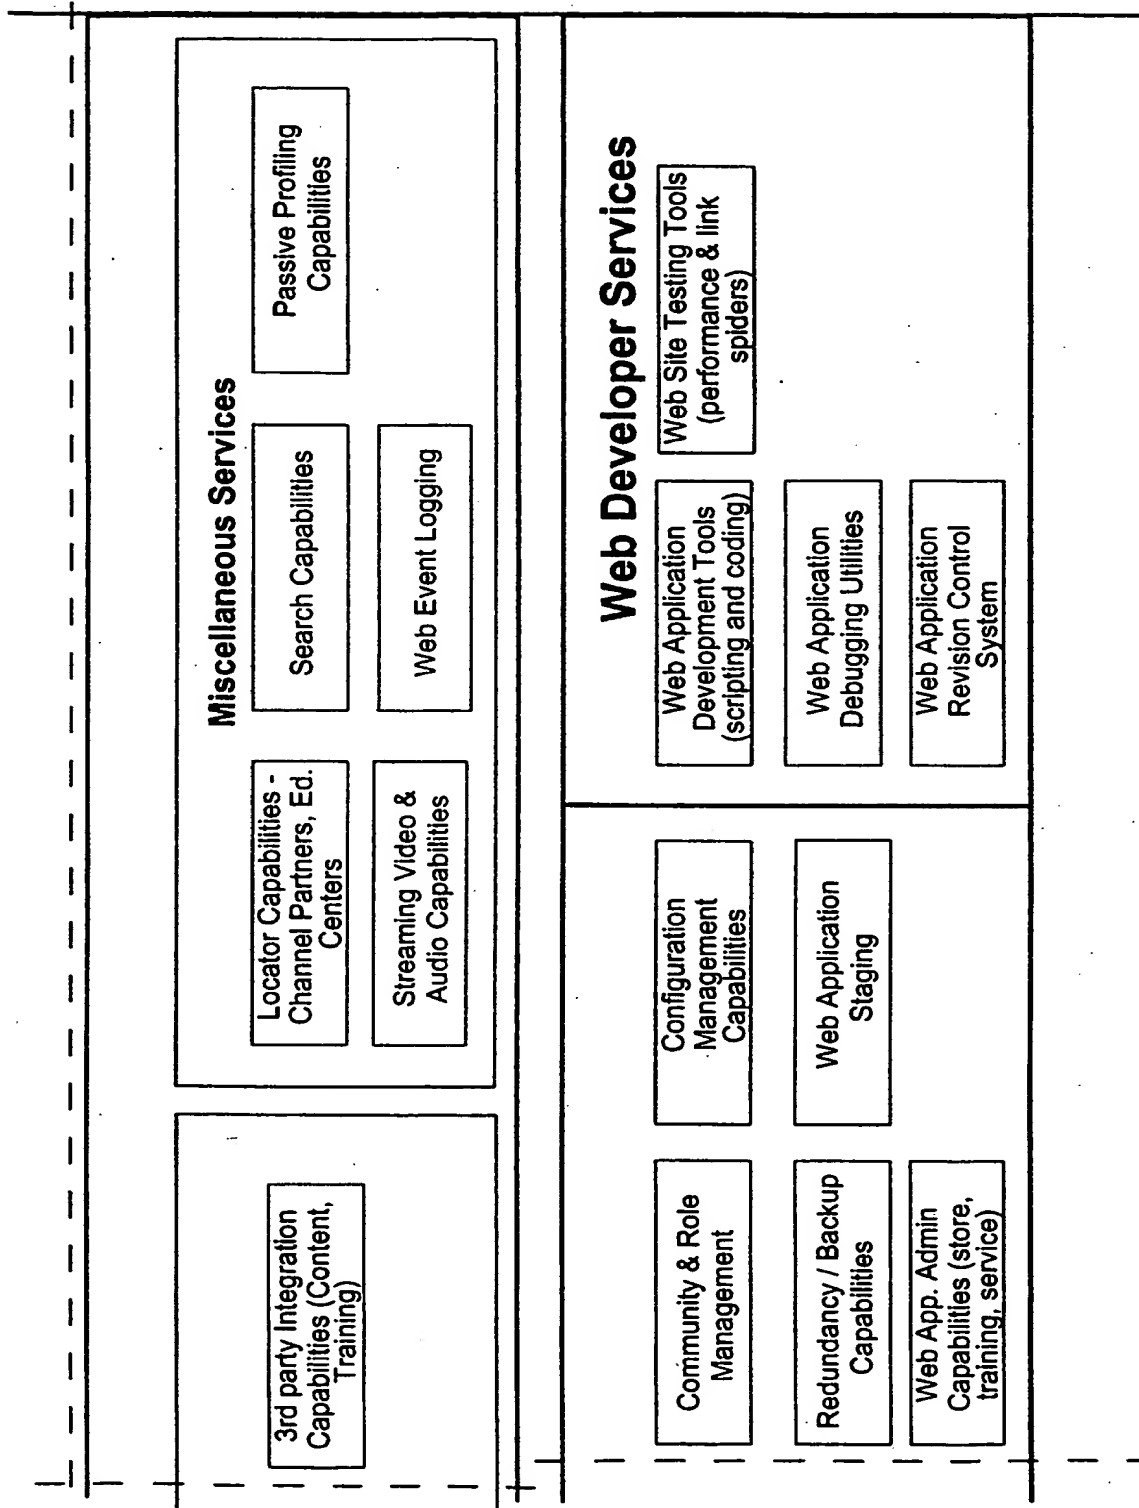 3rd party Integration
Capabilities (Content,
Training)
Miscellaneous Services
Locator Capabilities -
Channel Partners, Ed.
Centers
Search Capabilities
Passive Profiling
Capabilities
Streaming Video &
Audio Capabilities
Web Event Logging
Community & Role
Management
Configuration
Management
Capabilities
Redundancy / Backup
Capabilities
Web Application
Staging
Web App. Admin
Capabilities (store,
training, service)
Web Developer Services
Web Application
Development Tools
(scripting and coding)
Web Site Testing Tools
(performance & link
spiders)
Web Application
Debugging Utilities
Web Application
Revision Control
System